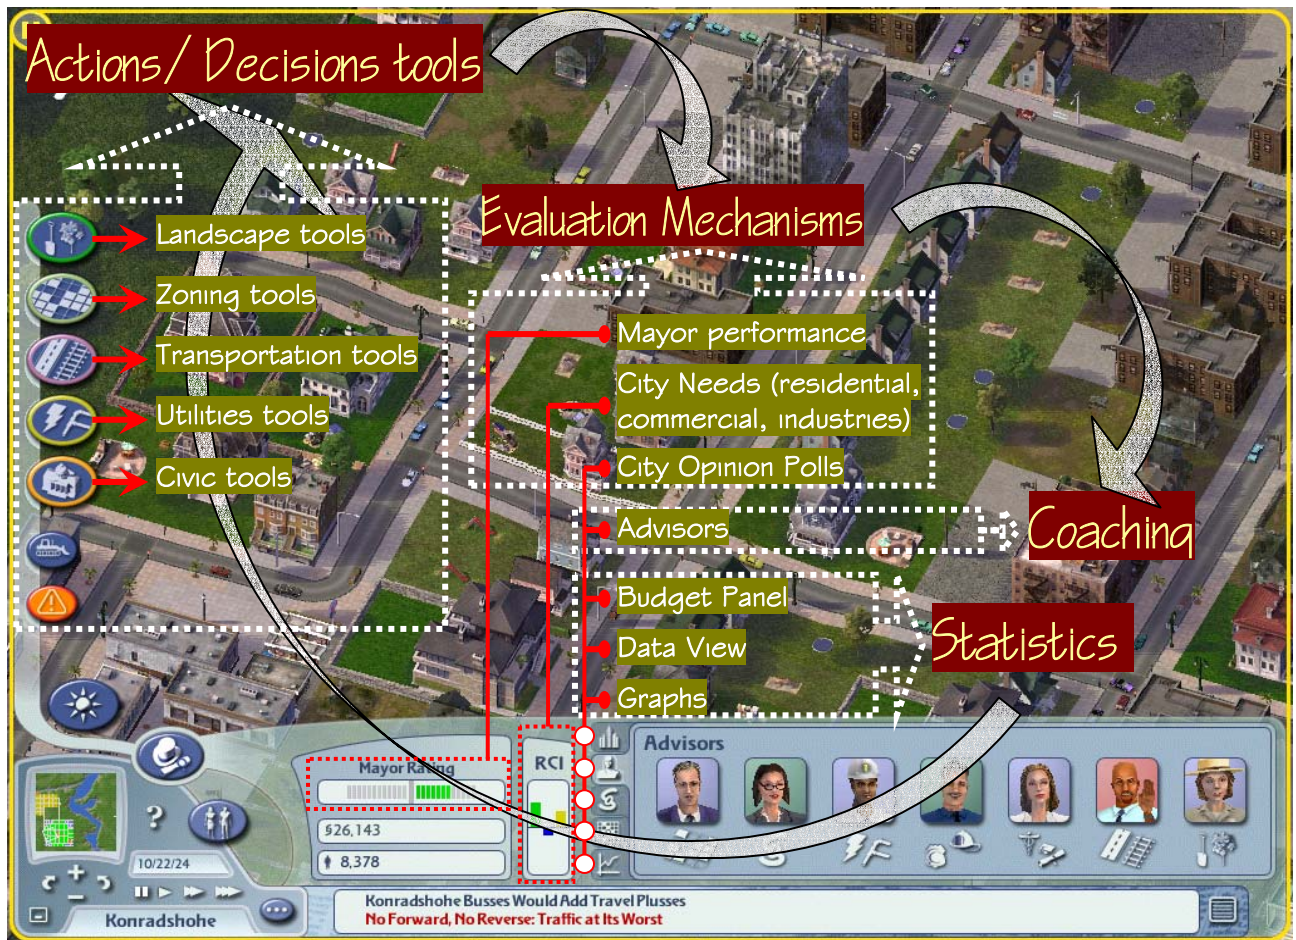 Actions/ Decisions tools
Evaluation Mechanisms
Landscape tools
Zoning tools
Transportation tools
Utilities tools
Civic tools
Mayor performance
City Needs (residential,
commercial, industries)
City Opinion Polls
Advisors
Coaching
Budget Panel
Data View
Graphs
Statistics
Mayor Rating
RCI
Advisors
§26,143
8,378
?
10/22/24
Konradshohe
Konradshohe Busses Would Add Travel Plusses
No Forward, No Reverse: Traffic at Its Worst